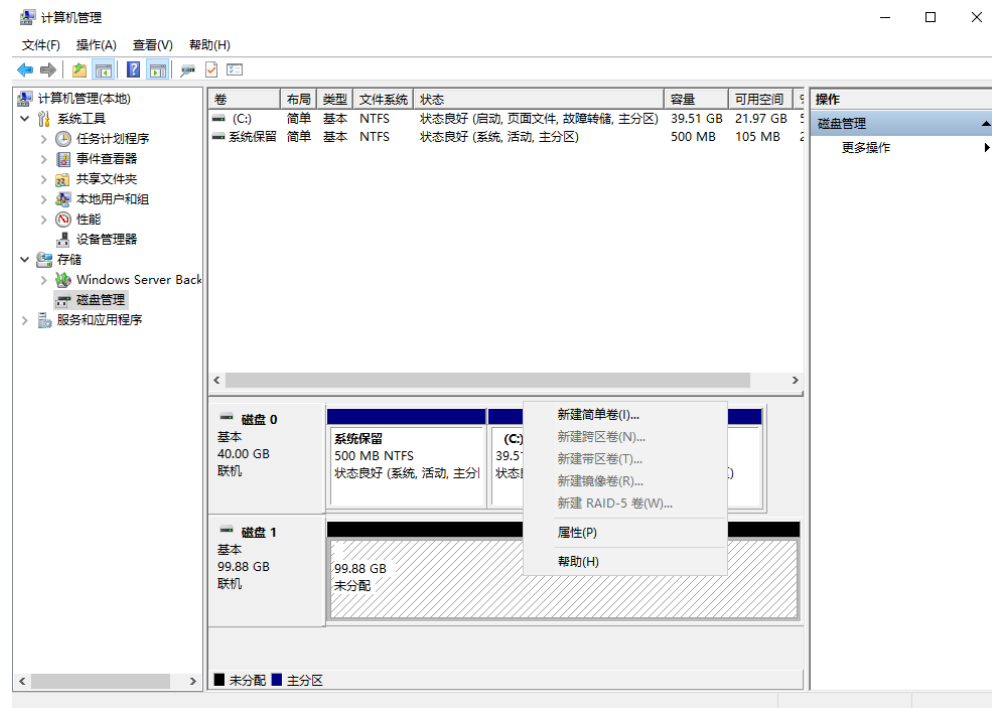 计算机管理
文件(F) 操作(A) 查看(V) 帮助(H)
计算机管理(本地)
系统工具
任务计划程序
事件查看器
共享文件夹
本地用户和组
性能
设备管理器
存储
Windows Server Back
磁盘管理
服务和应用程序
卷 布局 类型 文件系统 状态 容量 可用空间
(C:) 简单 基本 NTFS 状态良好 (启动, 页面文件, 故障转储, 主分区) 39.51 GB 21.97 GB
系统保留 简单 基本 NTFS 状态良好 (系统, 活动, 主分区) 500 MB 105 MB
磁盘 0
基本
40.00 GB
联机
系统保留
500 MB NTFS
状态良好 (系统, 活动, 主分
(C:)
39.5
状态
新建简单卷(I)...
新建跨区卷(N)...
新建带区卷(T)...
新建镜像卷(R)...
新建 RAID-5 卷(W)...
属性(P)
帮助(H)
磁盘 1
基本
99.88 GB
联机
99.88 GB
未分配
未分配 主分区
操作
磁盘管理
更多操作